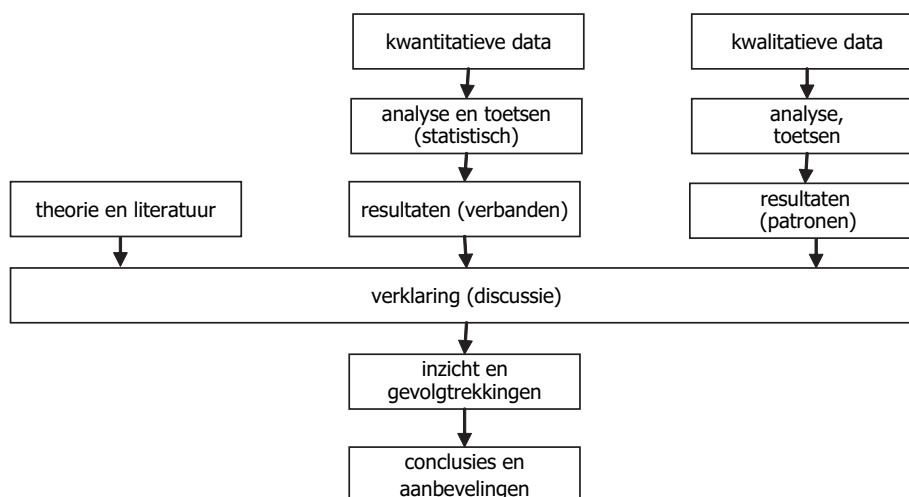 kwantitatieve data
kwalitatieve data
analyse en toetsen
(statistisch)
analyse,
toetsen
theorie en literatuur
resultaten (verbanden)
resultaten
(patronen)
verklaring (discussie)
inzicht en
gevolgtrekkingen
conclusies en
aanbevelingen